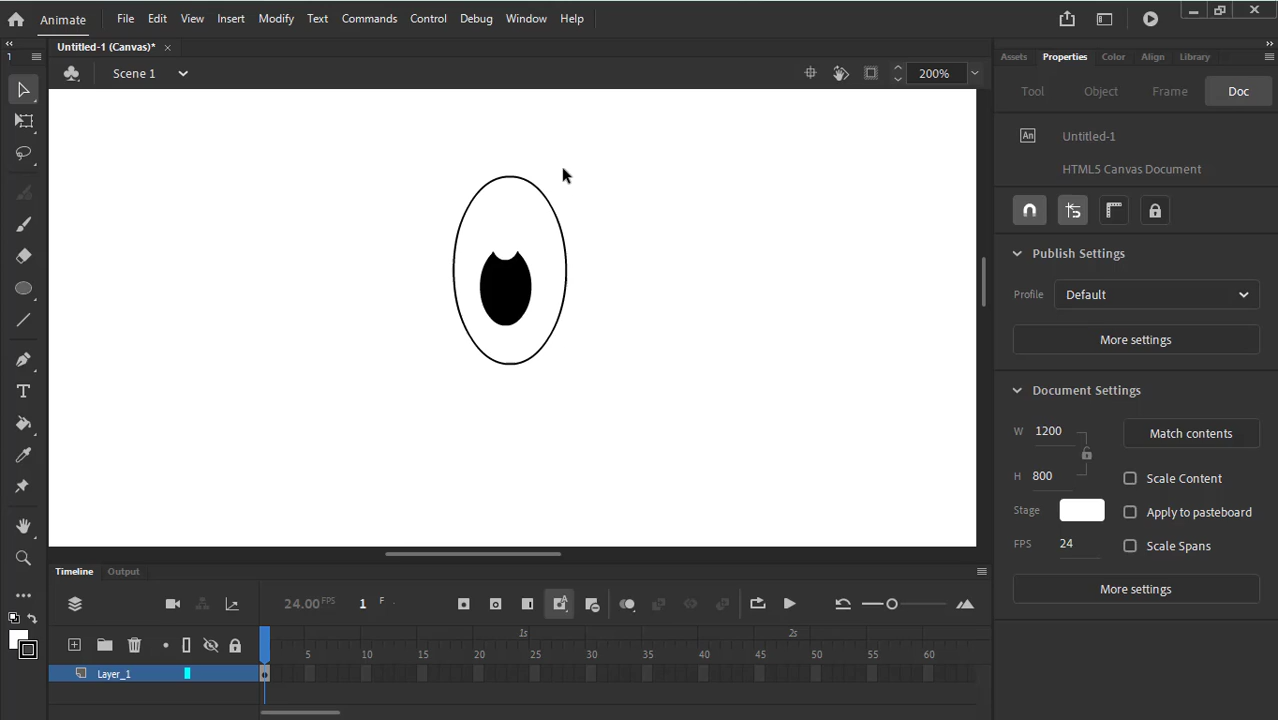 Animate File Edit View Insert Modify Text Commands Control Debug Window Help
Untitled-1 (Canvas)*
1
Assets Properties Color Align Library
Scene 1
200%
Tool Object Frame Doc
An Untitled-1
HTML5 Canvas Document
Publish Settings
Profile Default
More settings
Document Settings
W 1200
Match contents
H 800
Scale Content
Stage
Apply to pasteboard
FPS 24
Scale Spans
More settings
T
Timeline Output
24.00 FPS 1 F
1s 2s
5 10 15 20 25 30 35 40 45 50 55 60
Layer_1